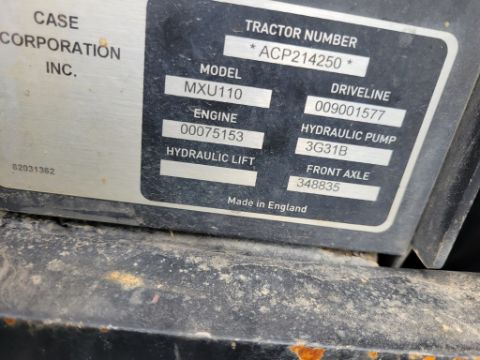 CASE
CORPORATION
INC.
82031362
TRACTOR NUMBER
* ACP214250 *
MODEL
MXU110
DRIVELINE
009001577
ENGINE
00075153
HYDRAULIC PUMP
3G31B
HYDRAULIC LIFT
FRONT AXLE
348835
Made in England